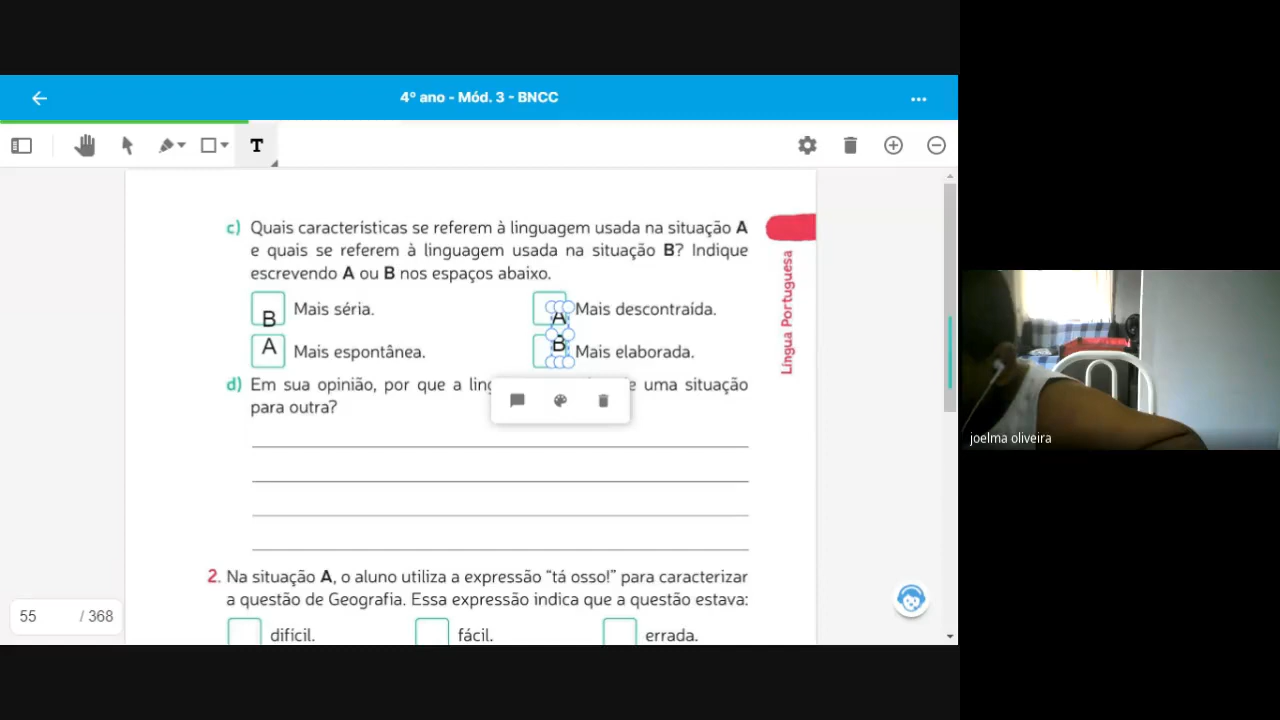 4º ano - Mód. 3 - BNCC
T
c) Quais características se referem à linguagem usada na situação A
e quais se referem à linguagem usada na situação B? Indique
escrevendo A ou B nos espaços abaixo.
B Mais séria.
A Mais descontraída.
A Mais espontânea.
B Mais elaborada.
d) Em sua opinião, por que a e uma situação
para outra?
2. Na situação A, o aluno utiliza a expressão “tá osso!” para caracterizar
a questão de Geografia. Essa expressão indica que a questão estava:
difícil. fácil. errada.
Língua Portuguesa
55 / 368
joelma oliveira